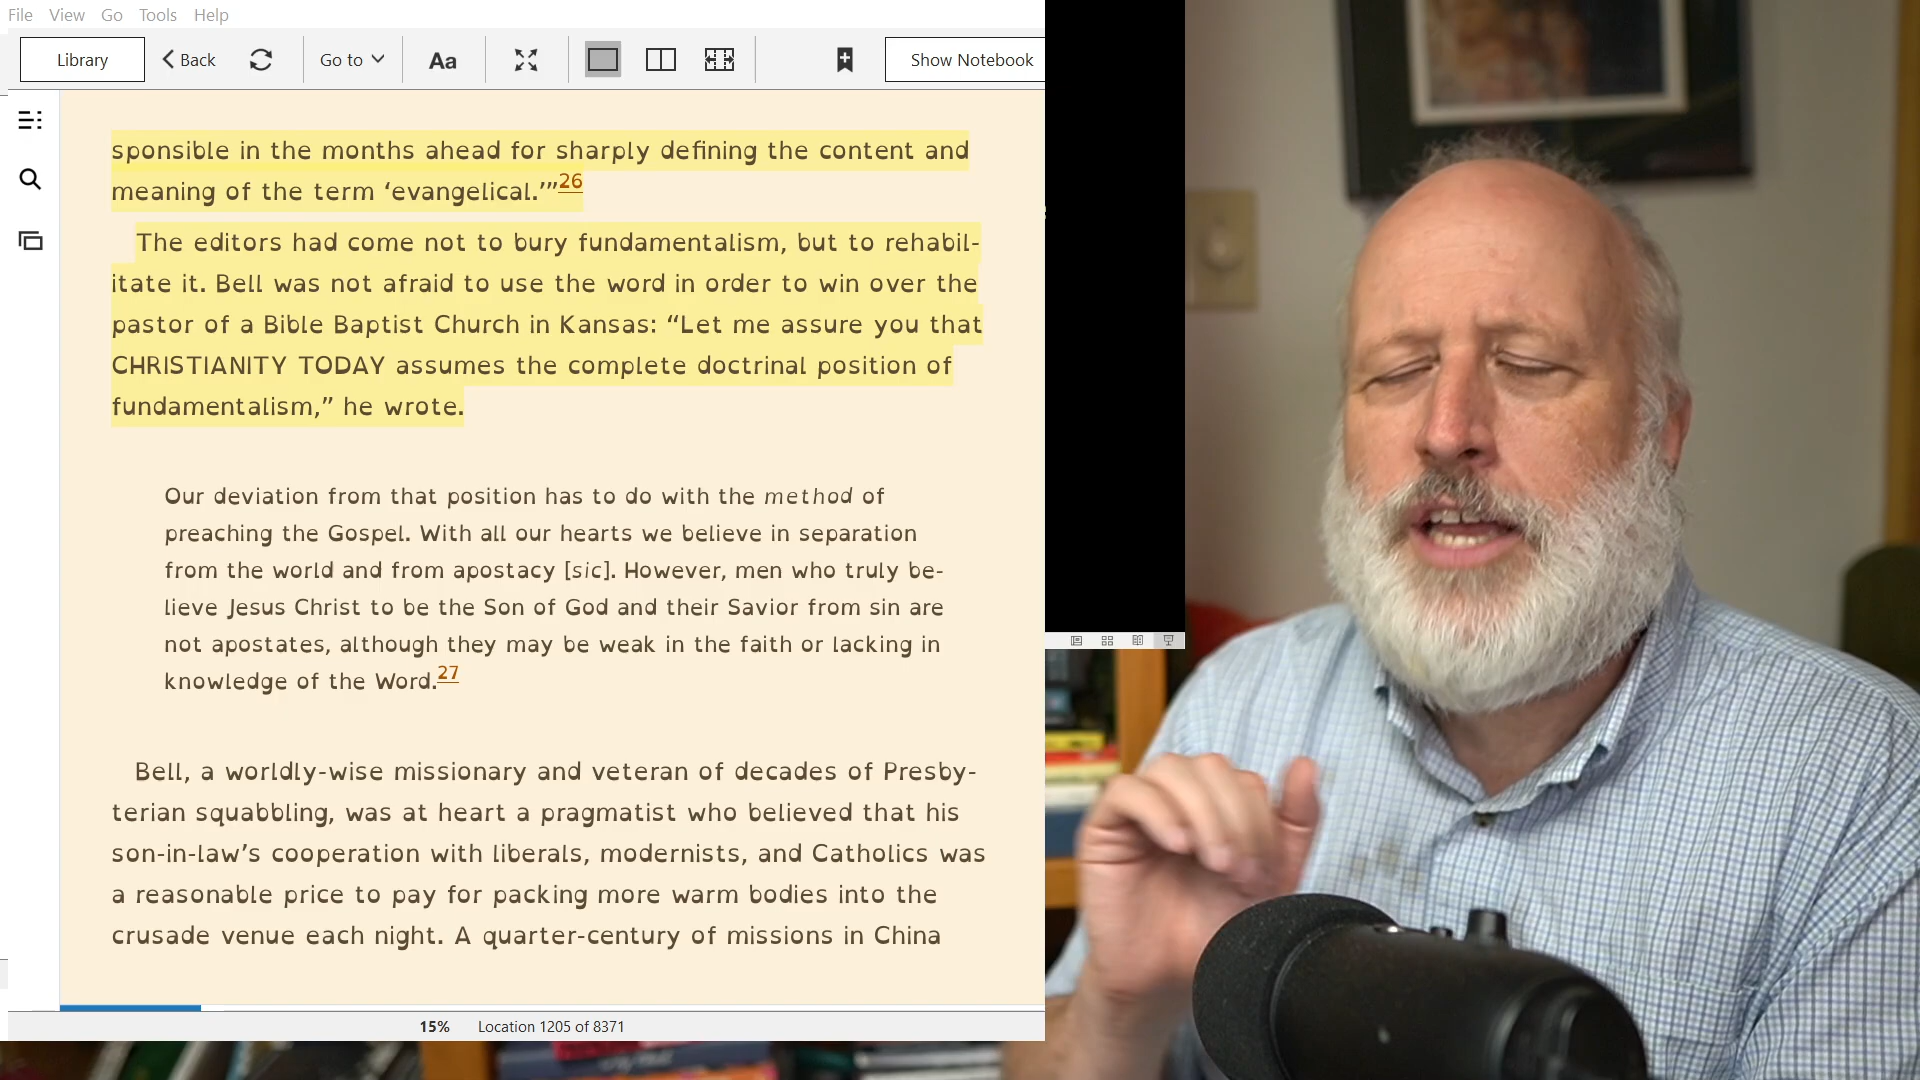 File View Go Tools Help
Library Back Go to Aa Show Notebook
sponsible in the months ahead for sharply defining the content and
meaning of the term ‘evangelical.’”26
The editors had come not to bury fundamentalism, but to rehabil-
itate it. Bell was not afraid to use the word in order to win over the
pastor of a Bible Baptist Church in Kansas: “Let me assure you that
CHRISTIANITY TODAY assumes the complete doctrinal position of
fundamentalism,” he wrote.
Our deviation from that position has to do with the method of
preaching the Gospel. With all our hearts we believe in separation
from the world and from apostacy [sic]. However, men who truly be-
lieve Jesus Christ to be the Son of God and their Savior from sin are
not apostates, although they may be weak in the faith or lacking in
knowledge of the Word.27
Bell, a worldly-wise missionary and veteran of decades of Presby-
terian squabbling, was at heart a pragmatist who believed that his
son-in-law’s cooperation with liberals, modernists, and Catholics was
a reasonable price to pay for packing more warm bodies into the
crusade venue each night. A quarter-century of missions in China
15% Location 1205 of 8371